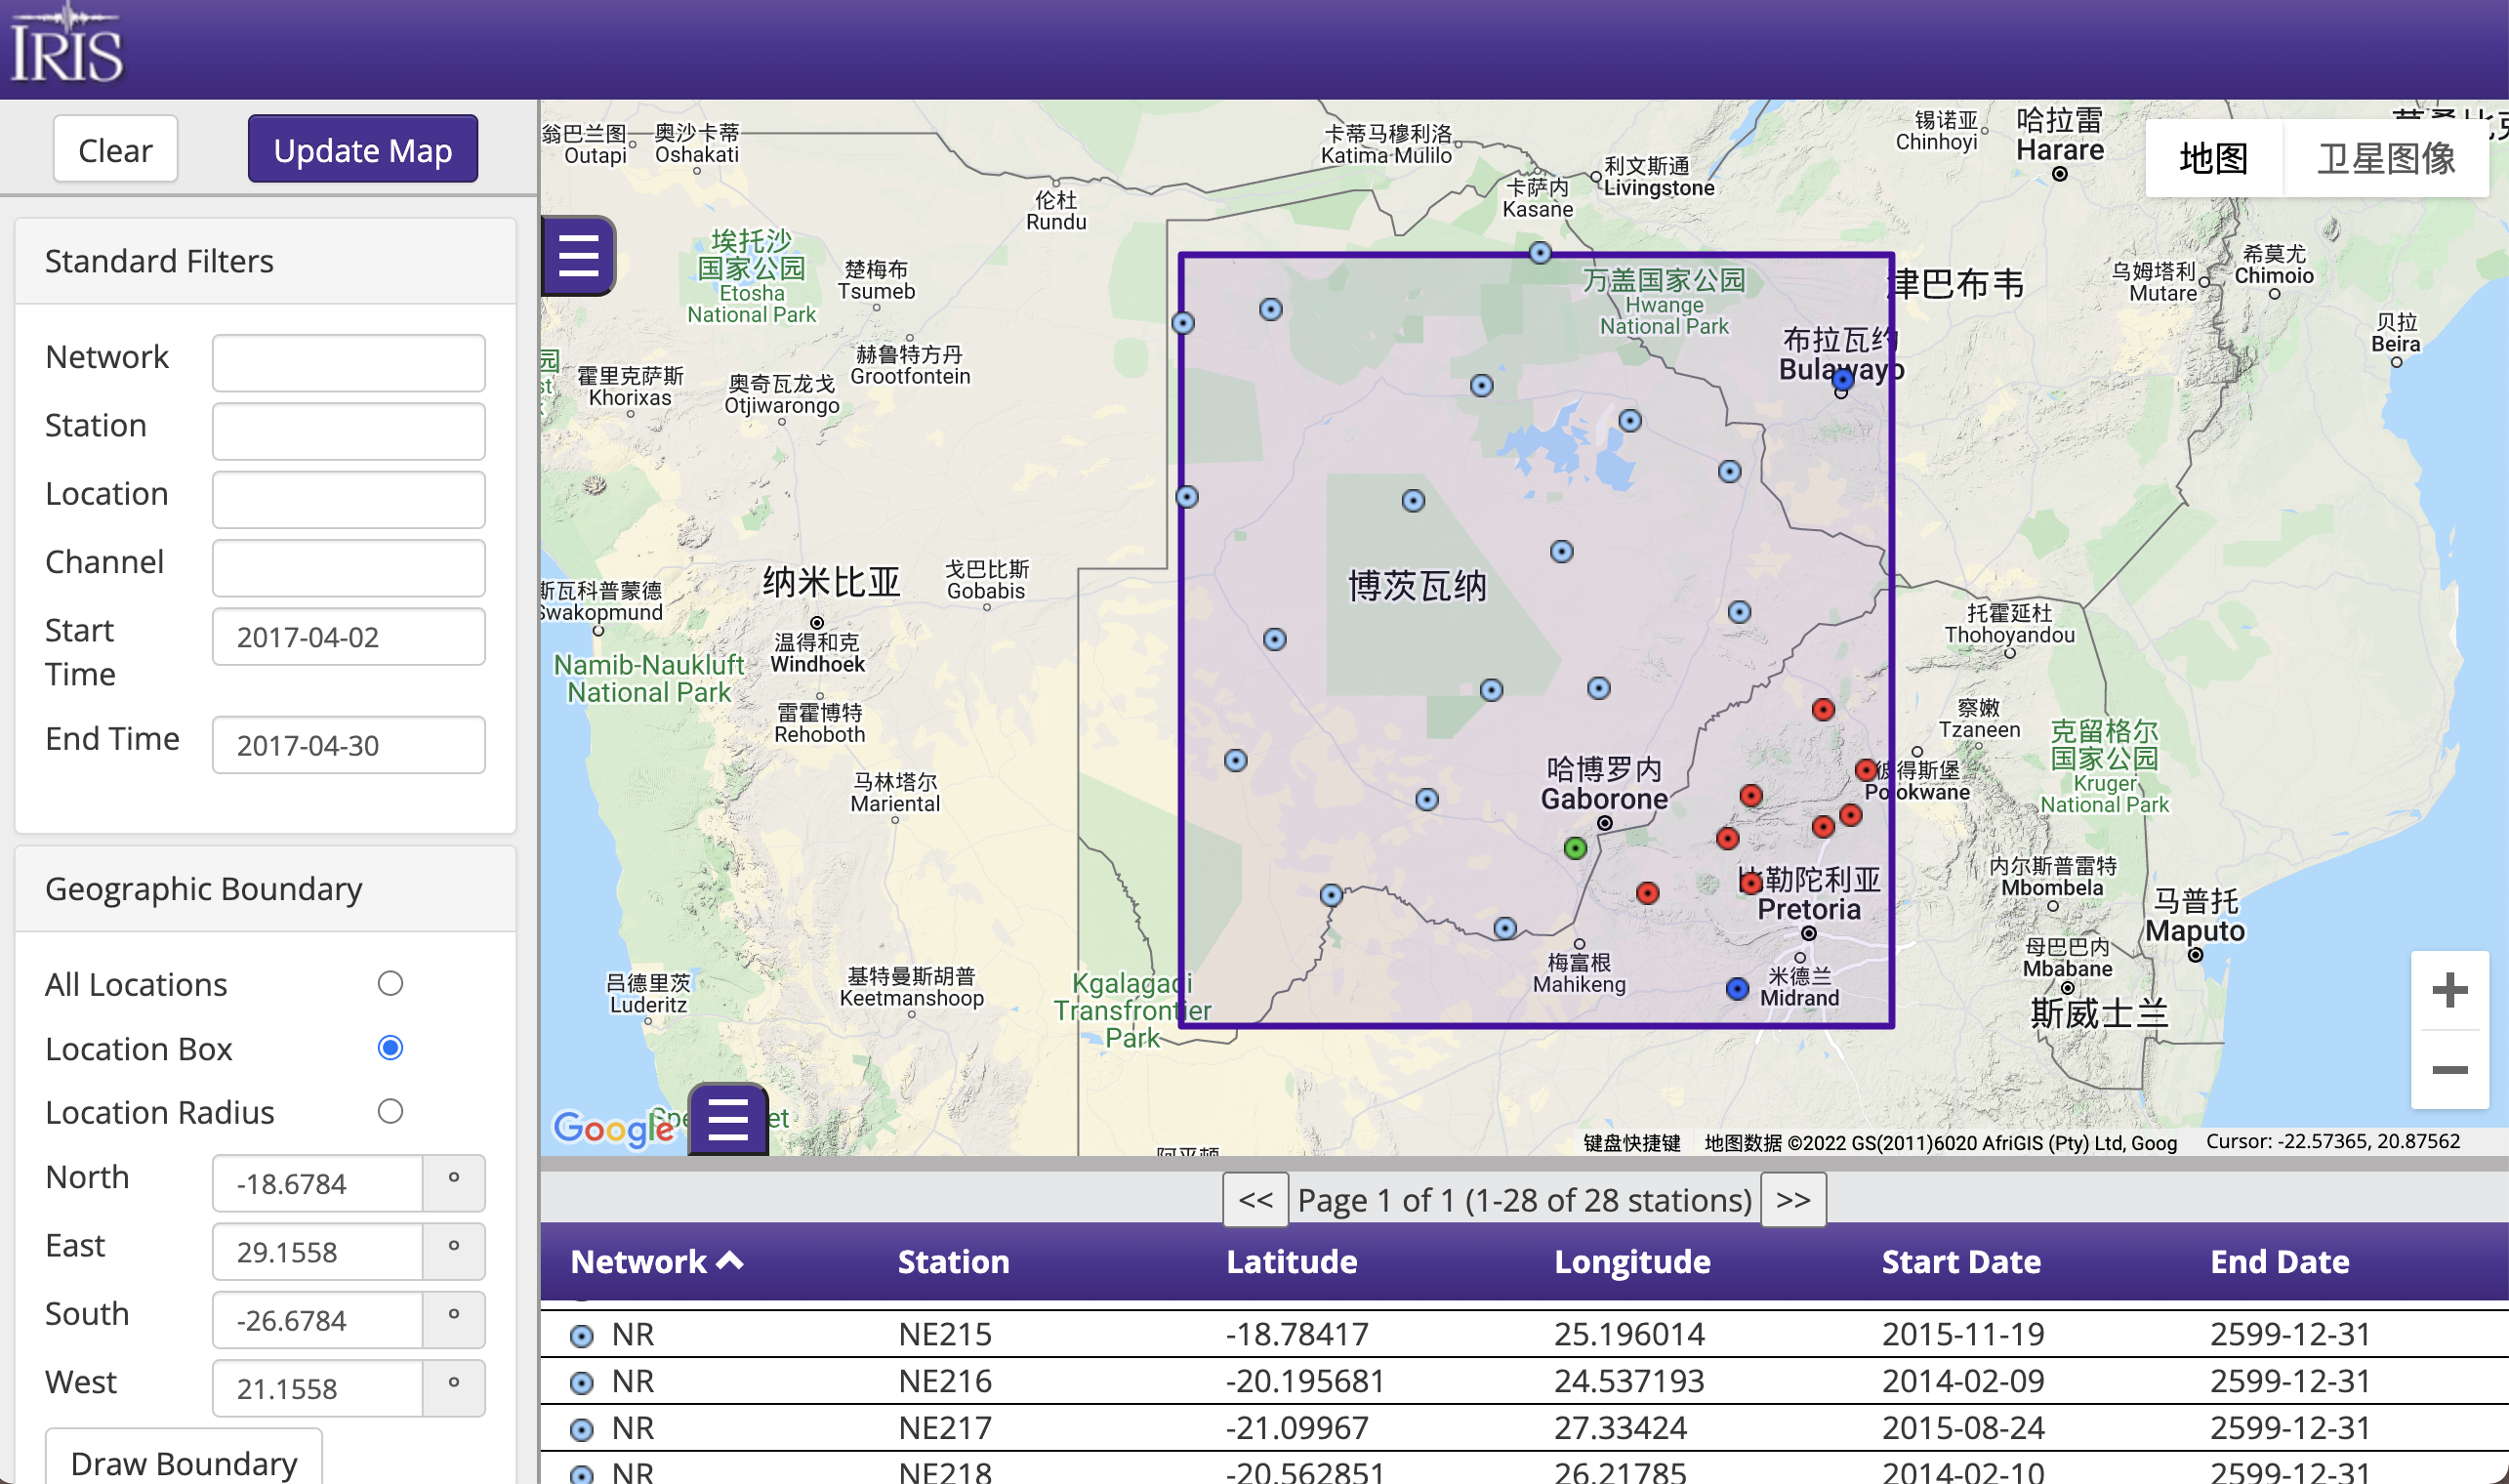 IRIS
Clear
Update Map
Standard Filters
Network
Station
Location
Channel
Start Time
2017-04-02
End Time
2017-04-30
Geographic Boundary
All Locations
Location Box
Location Radius
North
-18.6784
°
East
29.1558
°
South
-26.6784
°
West
21.1558
°
Draw Boundary
翁巴兰图
Outapi
奥沙卡蒂
Oshakati
卡蒂马穆利洛
Katima Mulilo
利文斯通
Livingstone
卡萨内
Kasane
锡诺亚
Chinhoyi
哈拉雷
Harare
地图
卫星图像
伦杜
Rundu
埃托沙
国家公园
Etosha
National Park
楚梅布
Tsumeb
万盖国家公园
Hwange
National Park
津巴布韦
乌姆塔利
Mutare
希莫尤
Chimoio
贝拉
Beira
霍里克萨斯
Khorixas
奥奇瓦龙戈
Otjiwarongo
赫鲁特方丹
Grootfontein
布拉瓦约
Bulawayo
纳米比亚
戈巴比斯
Gobabis
博茨瓦纳
斯瓦科普蒙德
Swakopmund
温得和克
Windhoek
托霍延杜
Thohoyandou
Namib-Naukluft
National Park
雷霍博特
Rehoboth
察嫩
Tzaneen
克留格尔
国家公园
Kruger
National Park
马林塔尔
Mariental
哈博罗内
Gaborone
彼得斯堡
Polokwane
比勒陀利亚
Pretoria
内尔斯普雷特
Mbombela
马普托
Maputo
吕德里茨
Luderitz
基特曼斯胡普
Keetmanshoop
Kgalagadi
Transfrontier
Park
梅富根
Mahikeng
米德兰
Midrand
母巴巴内
Mbabane
斯威士兰
Google
键盘快捷键
地图数据 ©2022 GS(2011)6020 AfriGIS (Pty) Ltd, Goog
Cursor: -22.57365, 20.87562
<< Page 1 of 1 (1-28 of 28 stations) >>
Network Station Latitude Longitude Start Date End Date
NR NE215 -18.78417 25.196014 2015-11-19 2599-12-31
NR NE216 -20.195681 24.537193 2014-02-09 2599-12-31
NR NE217 -21.09967 27.33424 2015-08-24 2599-12-31
NR NE218 -20.562851 26.21785 2014-02-10 2599-12-31